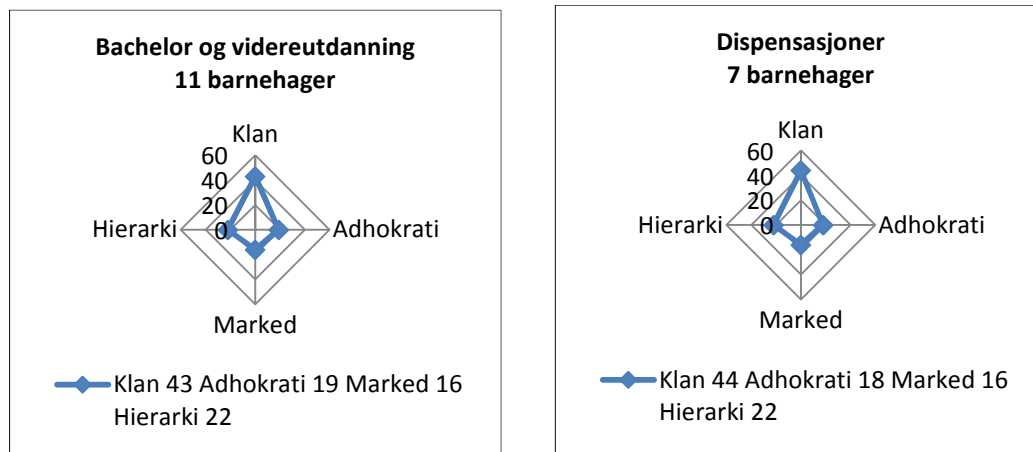 Bachelor og videreutdanning
11 barnehager
Klan
60
40
20
0
Hierarki
Adhokrati
Marked
Klan 43 Adhokrati 19 Marked 16
Hierarki 22
Dispensasjoner
7 barnehager
Klan
60
40
20
0
Hierarki
Adhokrati
Marked
Klan 44 Adhokrati 18 Marked 16
Hierarki 22